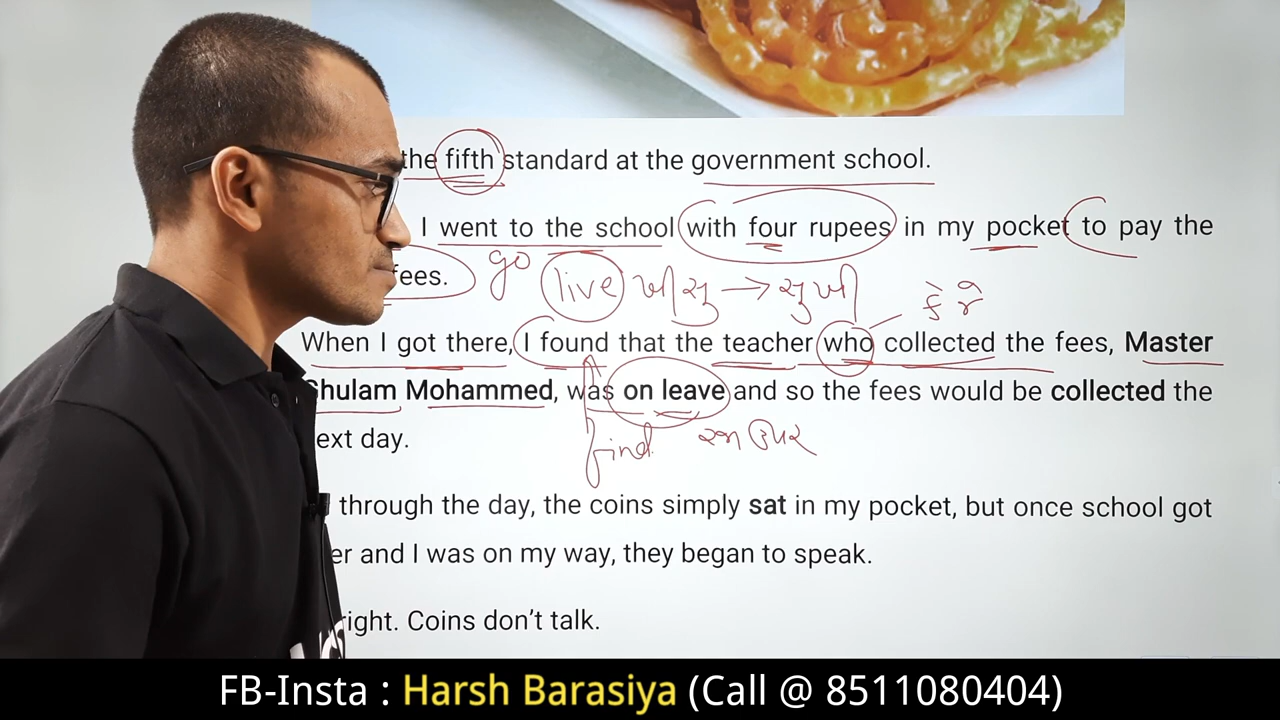 the fifth standard at the government school.
I went to the school with four rupees in my pocket to pay the
fees. go live ખીસુ → સુખી
કે જે
When I got there, I found that the teacher who collected the fees, Master
Ghulam Mohammed, was on leave and so the fees would be collected the
ext day. find રજા ઉપર
through the day, the coins simply sat in my pocket, but once school got
er and I was on my way, they began to speak.
right. Coins don’t talk.
FB-Insta : Harsh Barasiya (Call @ 8511080404)